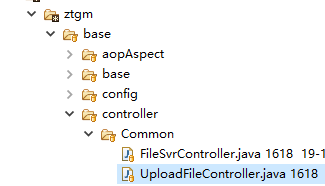 ztgm
base
aopAspect
base
config
controller
Common
FileSvrController.java 1618 19-1
UploadFileController.java 1618